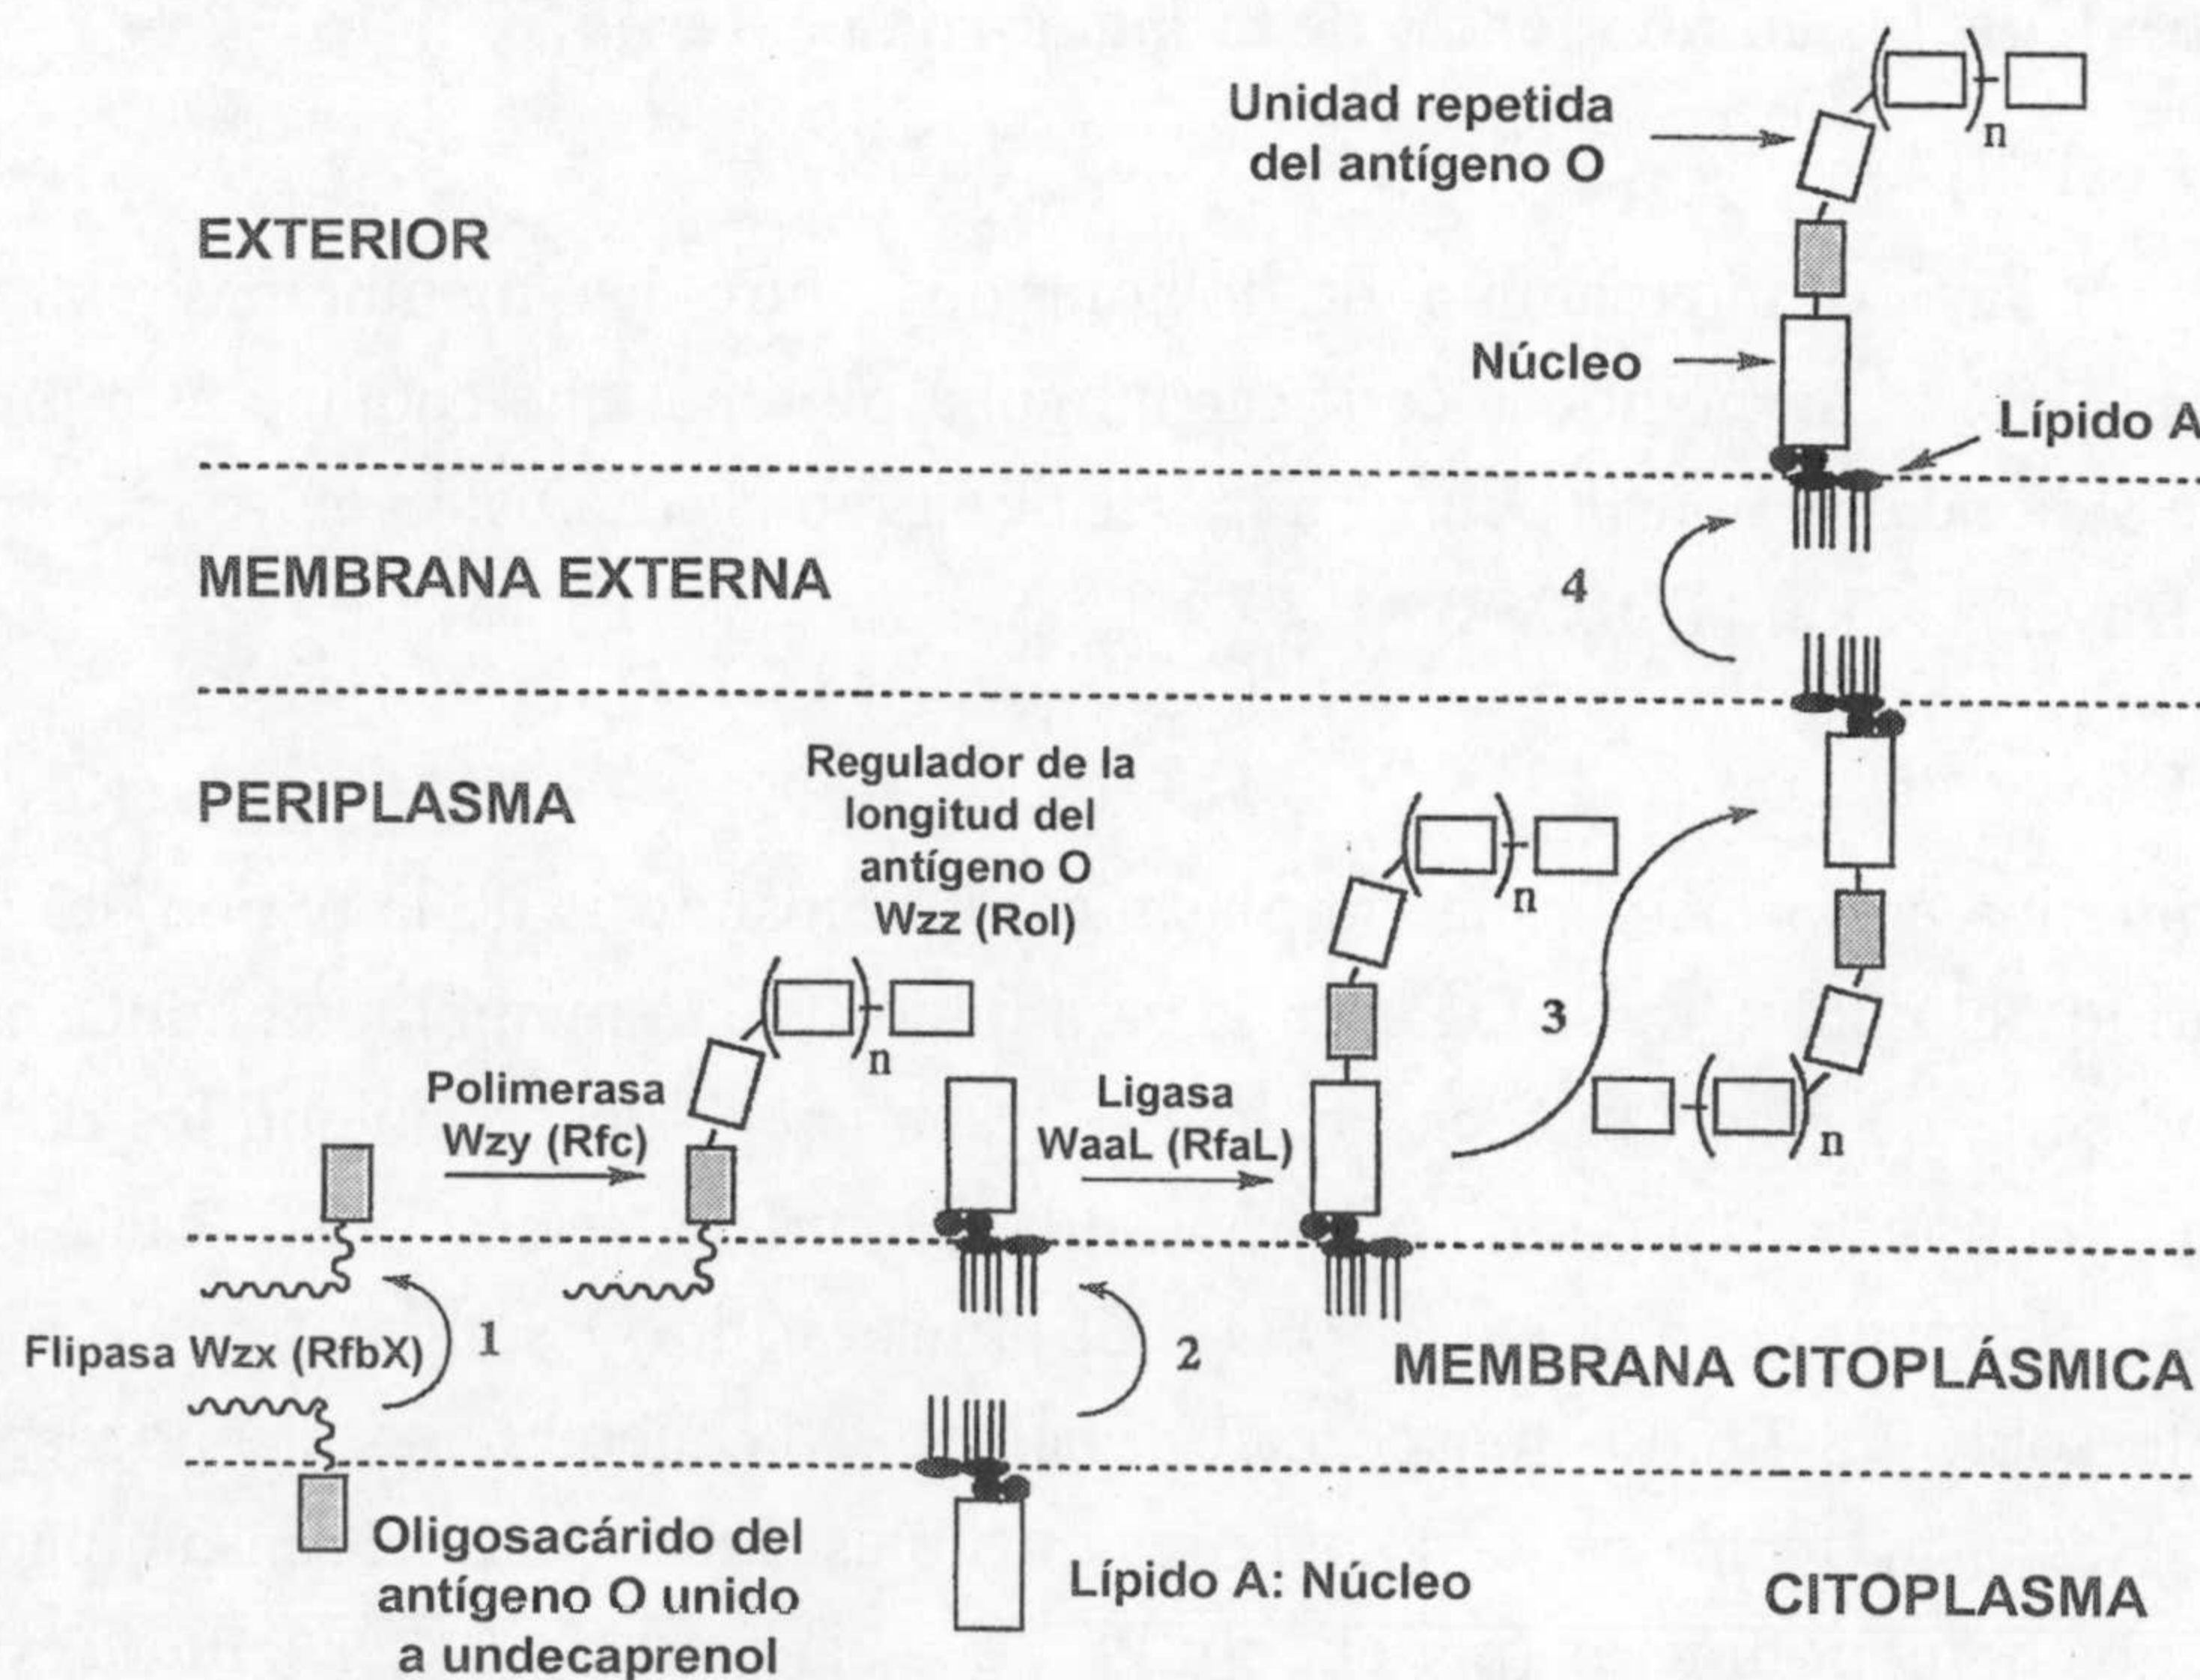 Unidad repetida
del antígeno O
n
EXTERIOR
Núcleo
Lípido A
MEMBRANA EXTERNA
4
PERIPLASMA
Regulador de la
longitud del
antígeno O
Wzz (Rol)
n
n
3
Polimerasa
Wzy (Rfc)
Ligasa
WaaL (RfaL)
n
Flipasa Wzx (RfbX)
1
2
MEMBRANA CITOPLÁSMICA
Oligosacárido del
antígeno O unido
a undecaprenol
Lípido A: Núcleo
CITOPLASMA